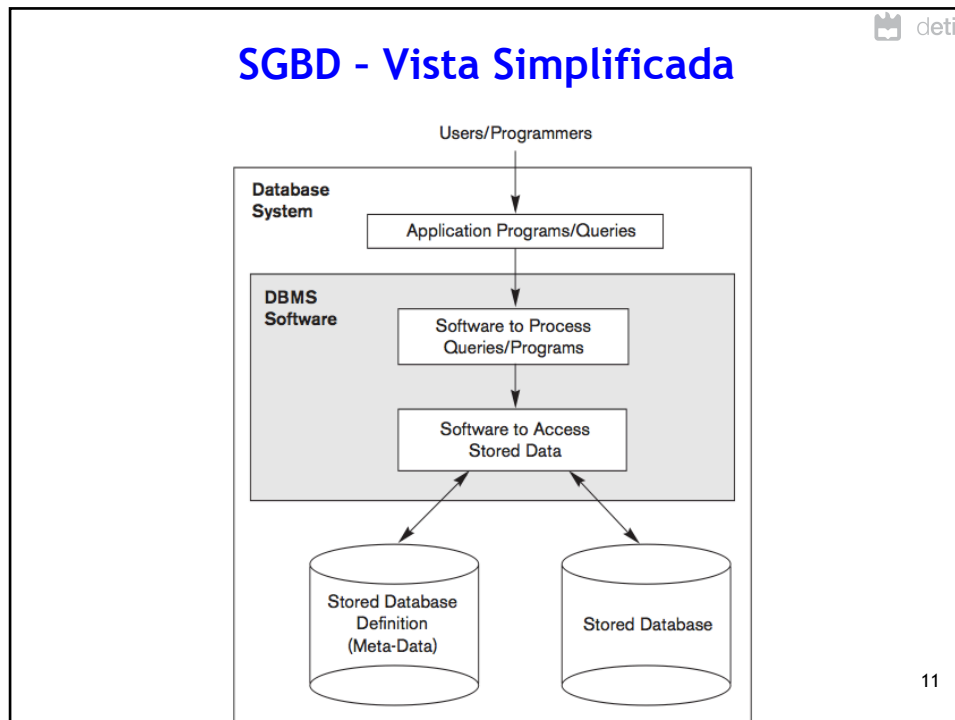 deti
SGBD – Vista Simplificada
Users/Programmers
Database
System
Application Programs/Queries
DBMS
Software
Software to Process
Queries/Programs
Software to Access
Stored Data
Stored Database
Definition
(Meta-Data)
Stored Database
11